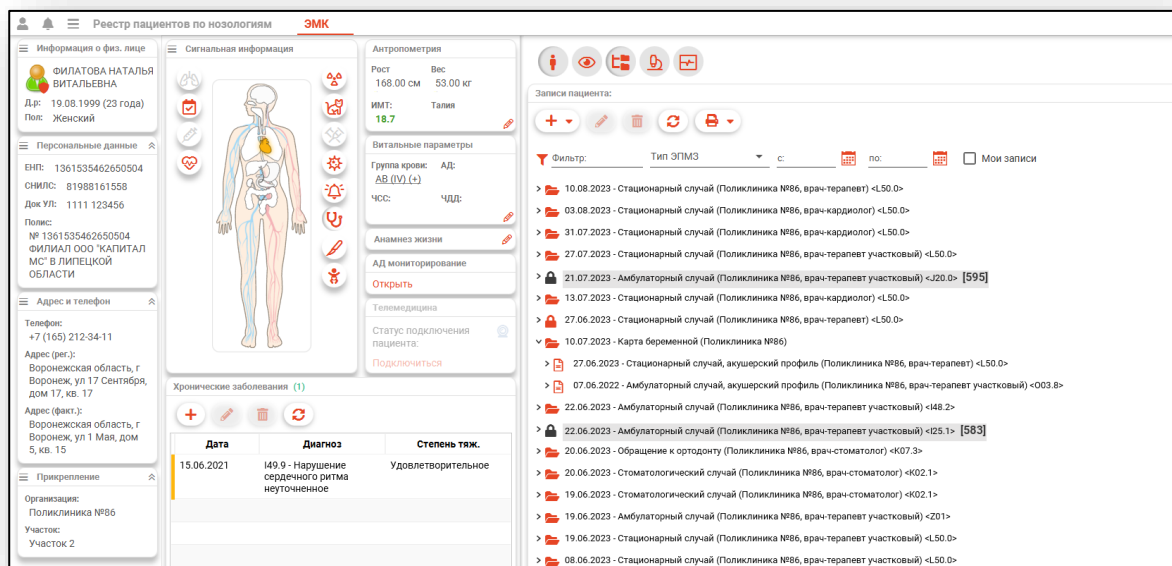 Реестр пациентов по нозологиям
ЭМК
Информация о физ. лице
ФИЛАТОВА НАТАЛЬЯ
ВИТАЛЬЕВНА
Д.р: 19.08.1999 (23 года)
Пол: Женский
Персональные данные
ЕНП: 1361535462650504
СНИЛС: 81988161558
Док УЛ: 1111 123456
Полис:
№ 1361535462650504
ФИЛИАЛ ООО "КАПИТАЛ
МС" В ЛИПЕЦКОЙ
ОБЛАСТИ
Адрес и телефон
Телефон:
+7 (165) 212-34-11
Адрес (рег.):
Воронежская область, г
Воронеж, ул 17 Сентября,
дом 17, кв. 17
Адрес (факт.):
Воронежская область, г
Воронеж, ул 1 Мая, дом
5, кв. 15
Прикрепление
Организация:
Поликлиника №86
Участок:
Участок 2
Сигнальная информация
Антропометрия
Рост Вес
168.00 см 53.00 кг
ИМТ: Талия
18.7
Витальные параметры
Группа крови: АД:
AB (IV) (+)
ЧСС: ЧДД:
Анамнез жизни
АД мониторирование
Открыть
Телемедицина
Статус подключения
пациента:
Подключиться
Хронические заболевания (1)
Дата Диагноз Степень тяж.
15.06.2021 I49.9 - Нарушение Удовлетворительное
сердечного ритма
неуточненное
Записи пациента:
Фильтр: Тип ЭПМЗ с: по: Мои записи
10.08.2023 - Стационарный случай (Поликлиника №86, врач-терапевт) <L50.0>
03.08.2023 - Стационарный случай (Поликлиника №86, врач-кардиолог) <L50.0>
31.07.2023 - Стационарный случай (Поликлиника №86, врач-кардиолог) <L50.0>
27.07.2023 - Стационарный случай (Поликлиника №86, врач-терапевт участковый) <L50.0>
21.07.2023 - Амбулаторный случай (Поликлиника №86, врач-терапевт участковый) <J20.0> [595]
13.07.2023 - Стационарный случай (Поликлиника №86, врач-кардиолог) <L50.0>
27.06.2023 - Стационарный случай (Поликлиника №86, врач-терапевт) <L50.0>
10.07.2023 - Карта беременной (Поликлиника №86)
27.06.2023 - Стационарный случай, акушерский профиль (Поликлиника №86, врач-терапевт) <L50.0>
07.06.2022 - Амбулаторный случай, акушерский профиль (Поликлиника №86, врач-терапевт участковый) <O03.8>
22.06.2023 - Амбулаторный случай (Поликлиника №86, врач-терапевт участковый) <I48.2>
22.06.2023 - Амбулаторный случай (Поликлиника №86, врач-терапевт участковый) <I25.1> [583]
20.06.2023 - Обращение к ортодонту (Поликлиника №86, врач-стоматолог) <K07.3>
20.06.2023 - Стоматологический случай (Поликлиника №86, врач-стоматолог) <K02.1>
19.06.2023 - Стоматологический случай (Поликлиника №86, врач-стоматолог) <K02.1>
19.06.2023 - Амбулаторный случай (Поликлиника №86, врач-терапевт участковый) <Z01>
19.06.2023 - Стационарный случай (Поликлиника №86, врач-терапевт участковый) <L50.0>
08.06.2023 - Стационарный случай (Поликлиника №86, врач-терапевт участковый) <L50.0>